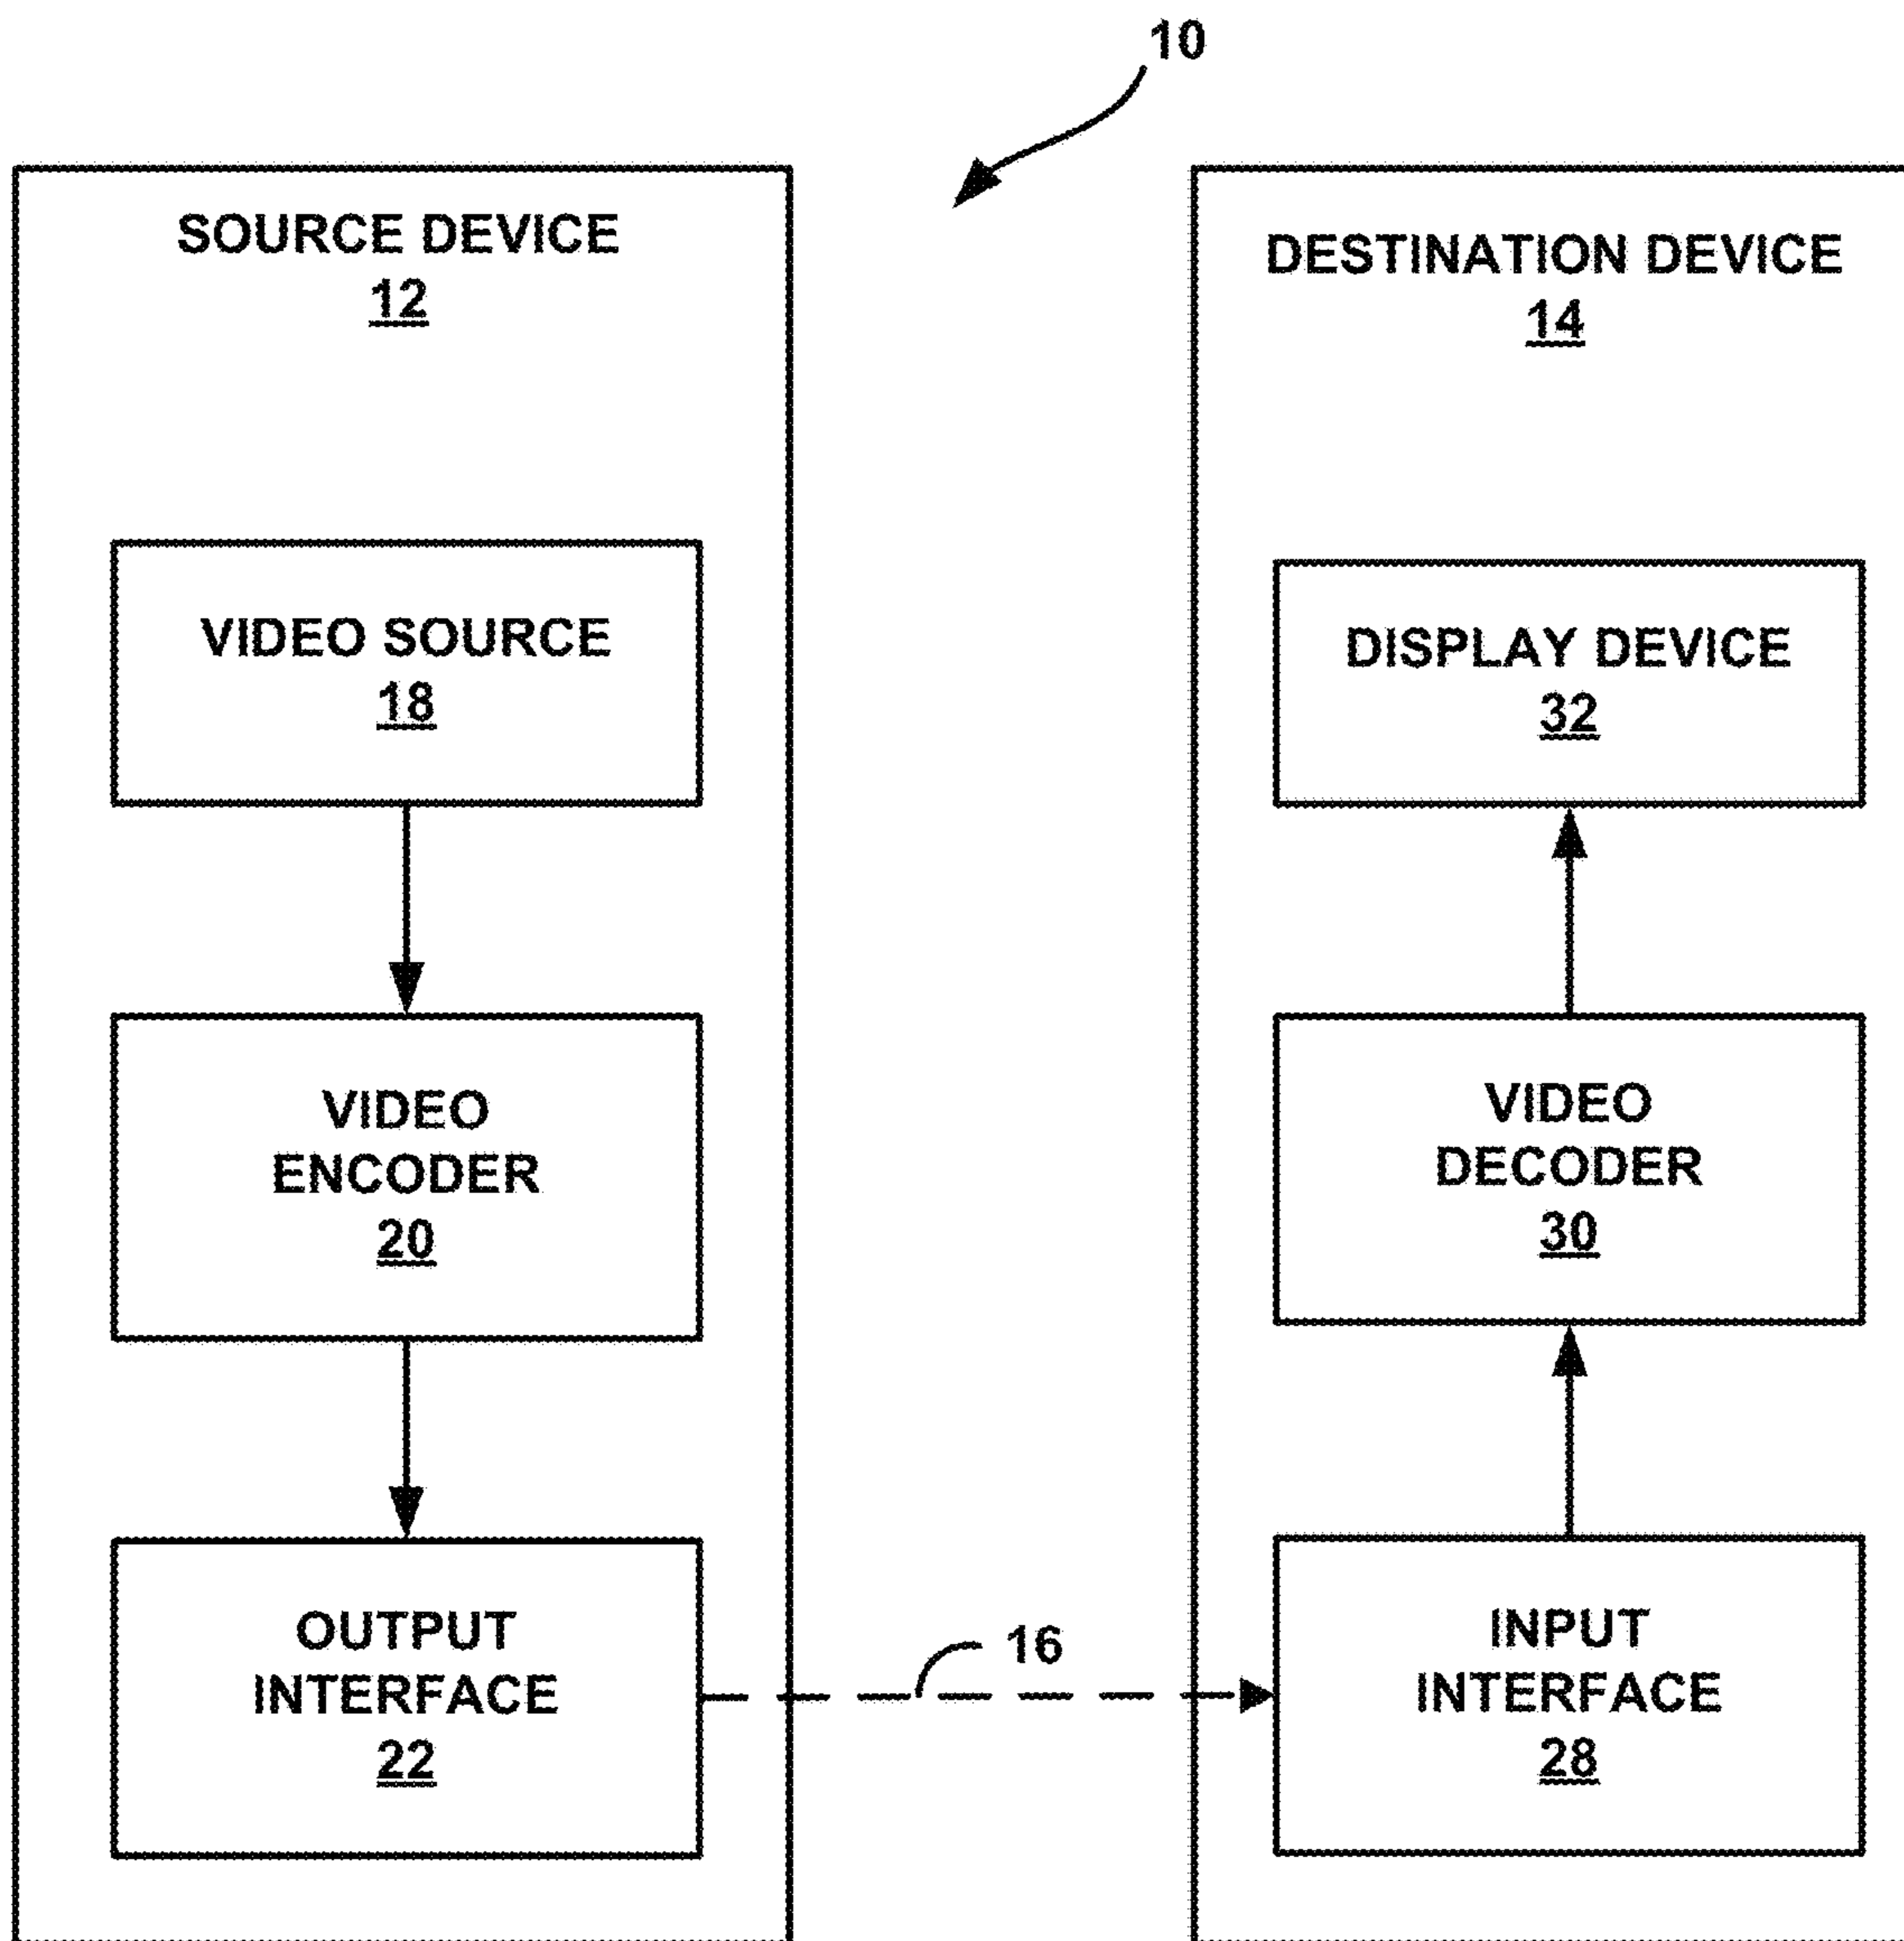 10
SOURCE DEVICE
12
VIDEO SOURCE
18
VIDEO
ENCODER
20
OUTPUT
INTERFACE
22
16
DESTINATION DEVICE
14
DISPLAY DEVICE
32
VIDEO
DECODER
30
INPUT
INTERFACE
28